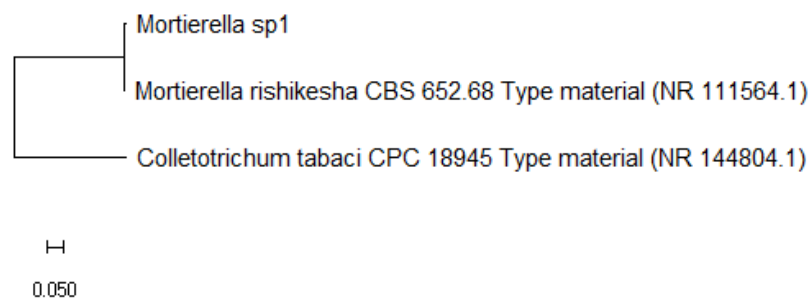 Mortierella sp1
Mortierella rishikesha CBS 652.68 Type material (NR 111564.1)
Colletotrichum tabaci CPC 18945 Type material (NR 144804.1)
0.050